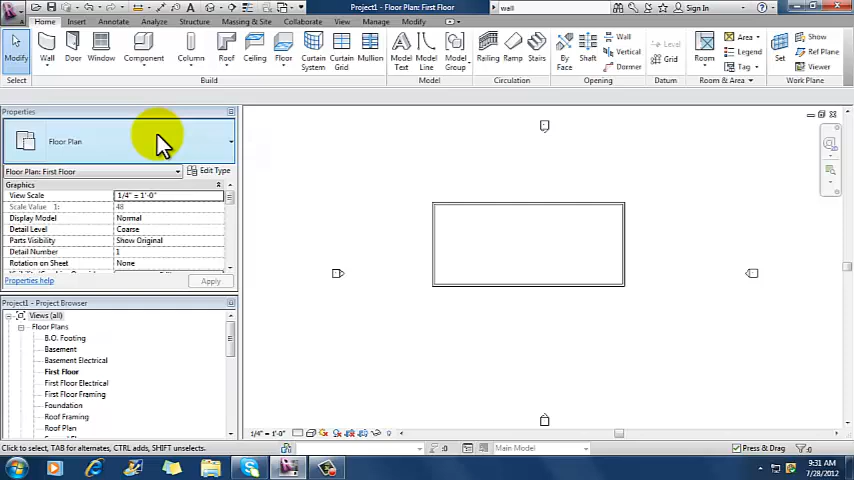 Project1 - Floor Plan: First Floor
wall
Sign In
Home Insert Annotate Analyze Structure Massing & Site Collaborate View Manage Modify
Modify Wall Door Window Component Column Roof Ceiling Floor Curtain System Curtain Grid Mullion Model Text Model Line Model Group Railing Ramp Stairs By Face Shaft Wall Vertical Dormer Level Grid Room Area Legend Tag Set Show Ref Plane Viewer
Select Build Model Circulation Opening Datum Room & Area Work Plane
Properties
Floor Plan
Floor Plan: First Floor Edit Type
Graphics
View Scale 1/4" = 1'-0"
Scale Value 1: 48
Display Model Normal
Detail Level Coarse
Parts Visibility Show Original
Detail Number 1
Rotation on Sheet None
Properties help Apply
Project1 - Project Browser
Views (all)
Floor Plans
B.O. Footing
Basement
Basement Electrical
First Floor
First Floor Electrical
First Floor Framing
Foundation
Roof Framing
Roof Plan
1/4" = 1'-0"
Click to select, TAB for alternates, CTRL adds, SHIFT unselects. :0 Main Model Press & Drag :0
9:31 AM
7/28/2012